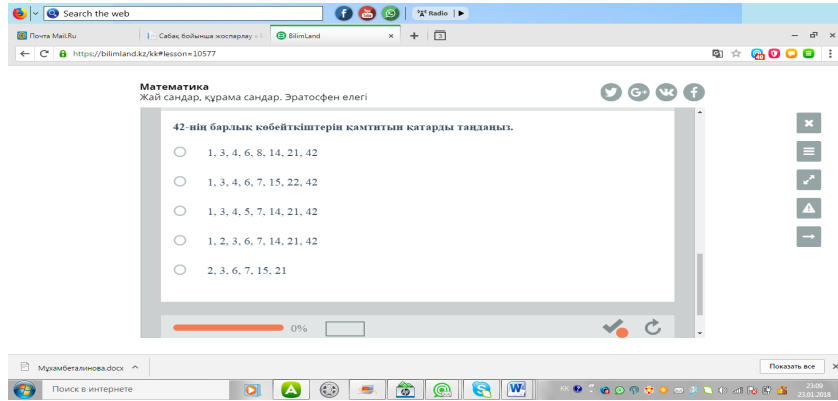 Search the web
Radio
Почта Mail.Ru
Сабақ бойынша жоспарлау
BilimLand
3
https://bilimland.kz/kk#lesson=10577
Математика
Жай сандар, құрама сандар. Эратосфен елегі
42-нің барлық көбейткіштерін қамтитын қатарды таңдаңыз.
1, 3, 4, 6, 8, 14, 21, 42
1, 3, 4, 6, 7, 15, 22, 42
1, 3, 4, 5, 7, 14, 21, 42
1, 2, 3, 6, 7, 14, 21, 42
2, 3, 6, 7, 15, 21
0%
Мұхамбеталинова.docx
Показать все
Поиск в интернете
KK
23:09
23.01.2018